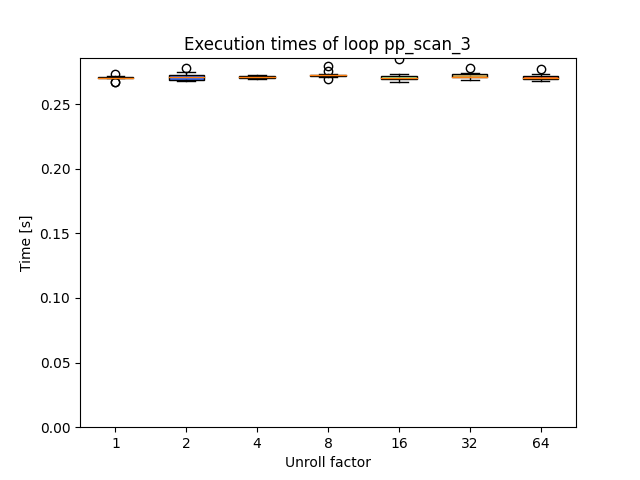 Execution times of loop pp_scan_3
Time [s]
0.25
0.20
0.15
0.10
0.05
0.00
1 2 4 8 16 32 64
Unroll factor